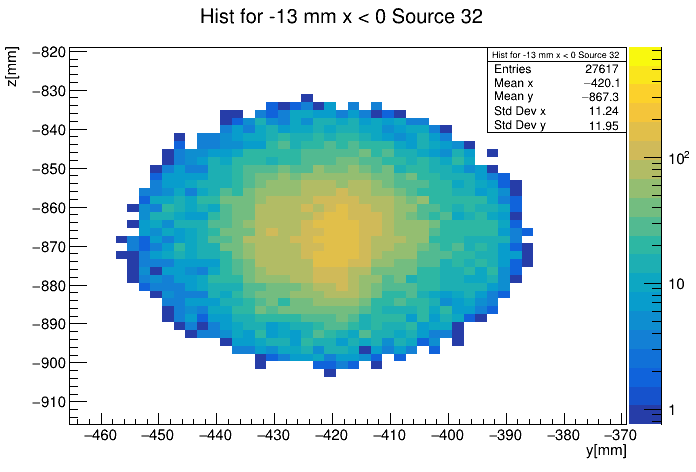 Hist for -13 mm x < 0 Source 32
z[mm]
−820
−830
−840
−850
−860
−870
−880
−890
−900
−910
Hist for -13 mm x < 0 Source 32
Entries 27617
Mean x −420.1
Mean y −867.3
Std Dev x 11.24
Std Dev y 11.95
10²
10
1
−460 −450 −440 −430 −420 −410 −400 −390 −380 −370
y[mm]